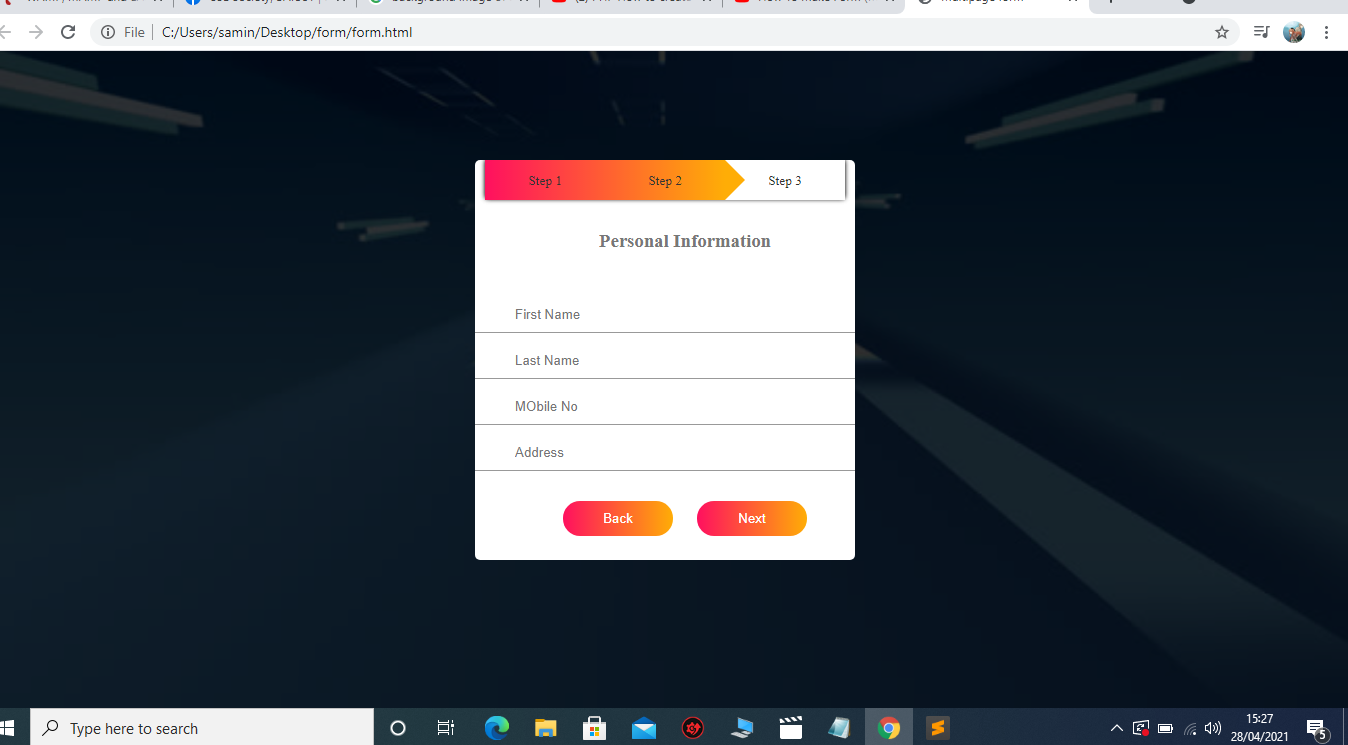 File C:/Users/samin/Desktop/form/form.html
Step 1 Step 2 Step 3
Personal Information
First Name
Last Name
MObile No
Address
Back Next
Type here to search
15:27
28/04/2021
5